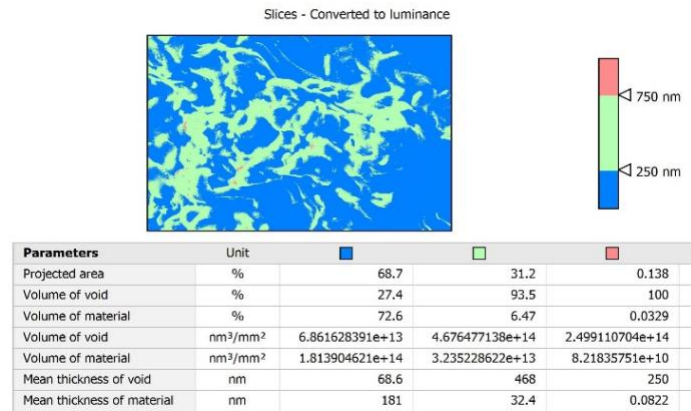 Slices - Converted to luminance
750 nm
250 nm
Parameters Unit
Projected area % 68.7 31.2 0.138
Volume of void % 27.4 93.5 100
Volume of material % 72.6 6.47 0.0329
Volume of void nm³/mm² 6.861628391e+13 4.676477138e+14 2.499110704e+14
Volume of material nm³/mm² 1.813904621e+14 3.235228622e+13 8.21835751e+10
Mean thickness of void nm 68.6 468 250
Mean thickness of material nm 181 32.4 0.0822